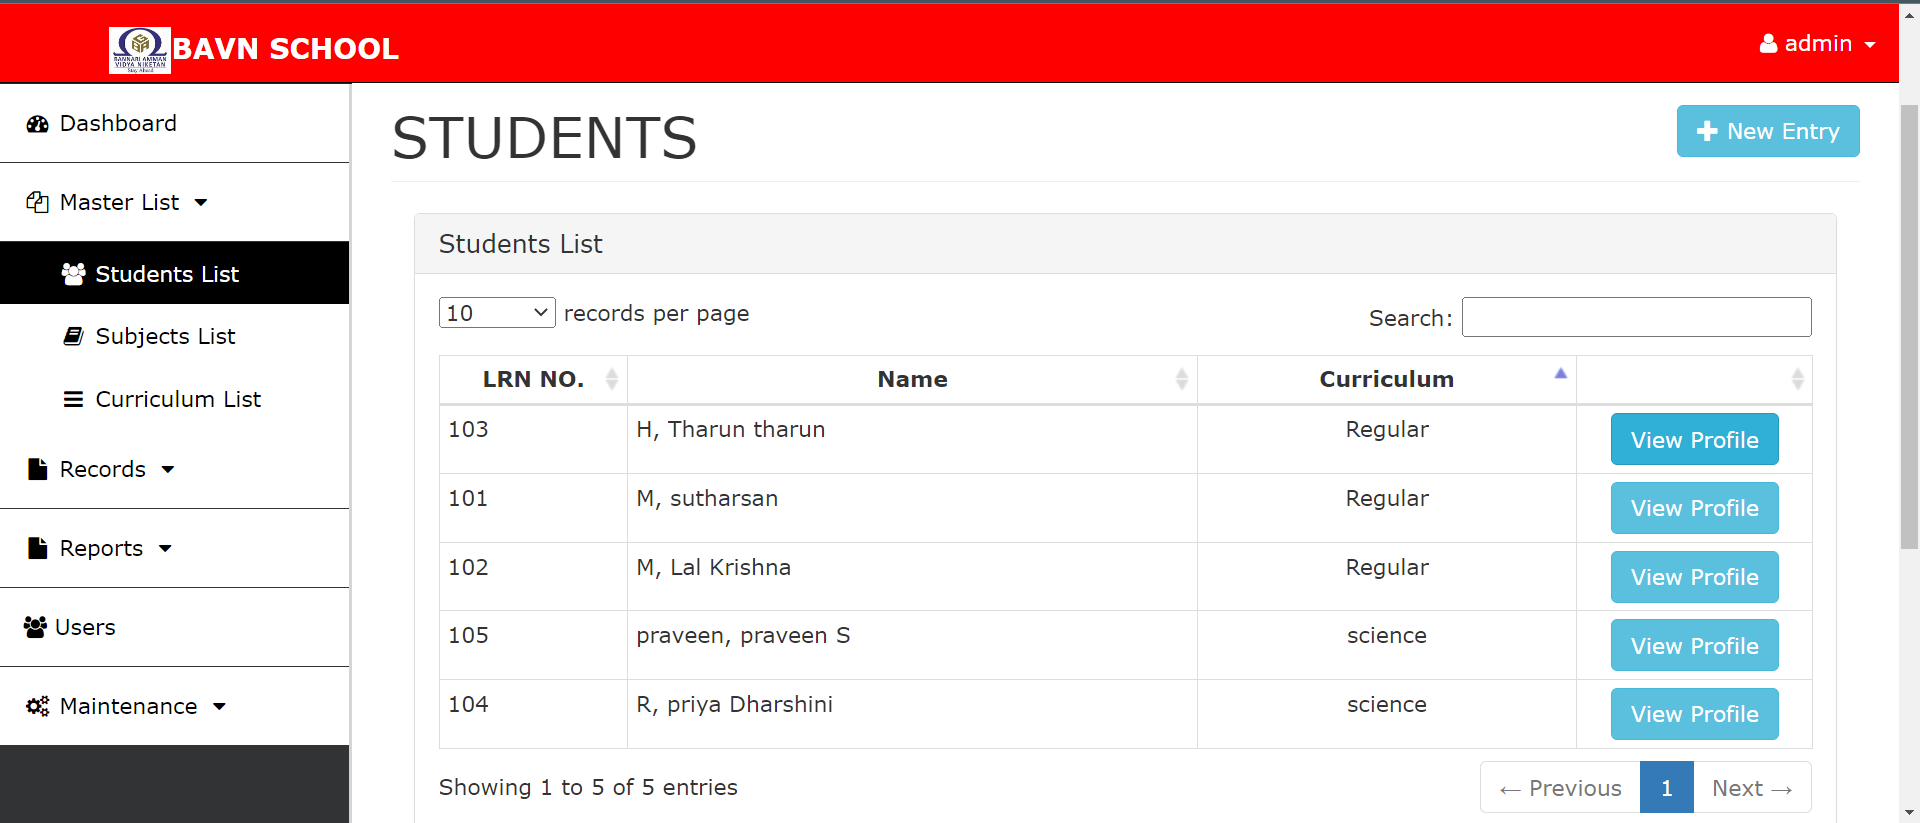 BANNARI AMMAN
VIDYA NIKETAN
Stay Ahead
BAVN SCHOOL
admin
Dashboard
Master List
Students List
Subjects List
Curriculum List
Records
Reports
Users
Maintenance
STUDENTS
New Entry
Students List
10 records per page
Search:
LRN NO. Name Curriculum
103 H, Tharun tharun Regular View Profile
101 M, sutharsan Regular View Profile
102 M, Lal Krishna Regular View Profile
105 praveen, praveen S science View Profile
104 R, priya Dharshini science View Profile
Showing 1 to 5 of 5 entries
← Previous 1 Next →